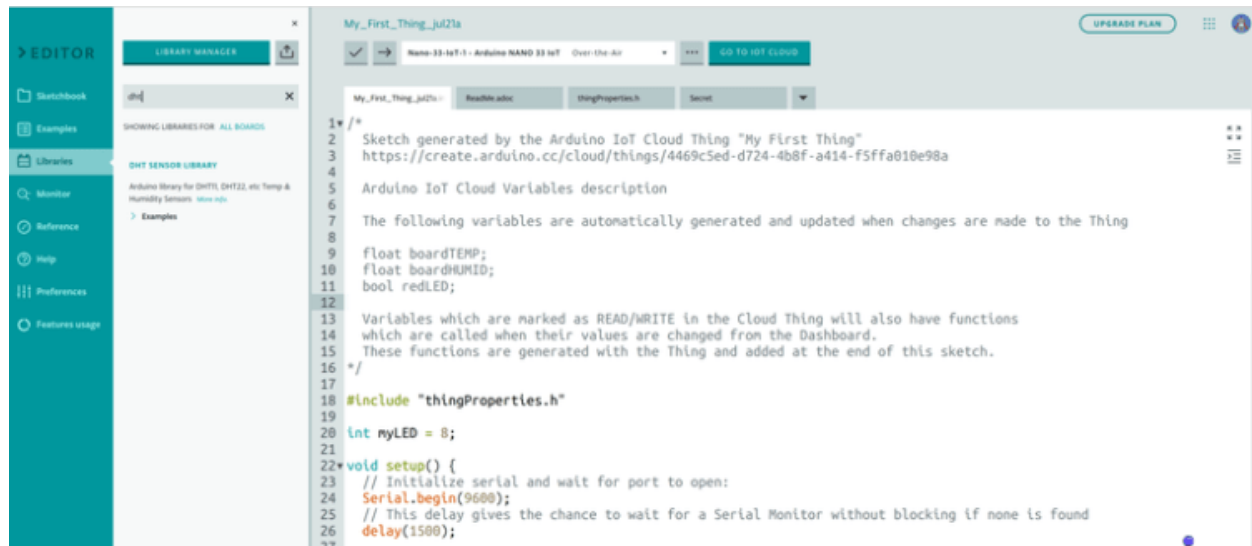 >EDITOR
Sketchbook
Examples
Libraries
Monitor
Reference
Help
Preferences
Features usage
×
LIBRARY MANAGER
dht
×
SHOWING LIBRARIES FOR ALL BOARDS
DHT SENSOR LIBRARY
Arduino library for DHT11, DHT22, etc Temp &
Humidity Sensors More info
> Examples
My_First_Thing_jul21a
UPGRADE PLAN
Nano-33-IoT-1 - Arduino NANO 33 IoT Over-the-Air
GO TO IOT CLOUD
My_First_Thing_jul21a
ReadMe.adoc
thingProperties.h
Secret
1 /*
2 Sketch generated by the Arduino IoT Cloud Thing "My First Thing"
3 https://create.arduino.cc/cloud/things/4469c5ed-d724-4b8f-a414-f5ffa010e98a
4
5 Arduino IoT Cloud Variables description
6
7 The following variables are automatically generated and updated when changes are made to the Thing
8
9 float boardTEMP;
10 float boardHUMID;
11 bool redLED;
12
13 Variables which are marked as READ/WRITE in the Cloud Thing will also have functions
14 which are called when their values are changed from the Dashboard.
15 These functions are generated with the Thing and added at the end of this sketch.
16 */
17
18 #include "thingProperties.h"
19
20 int myLED = 8;
21
22 void setup() {
23 // Initialize serial and wait for port to open:
24 Serial.begin(9600);
25 // This delay gives the chance to wait for a Serial Monitor without blocking if none is found
26 delay(1500);
27